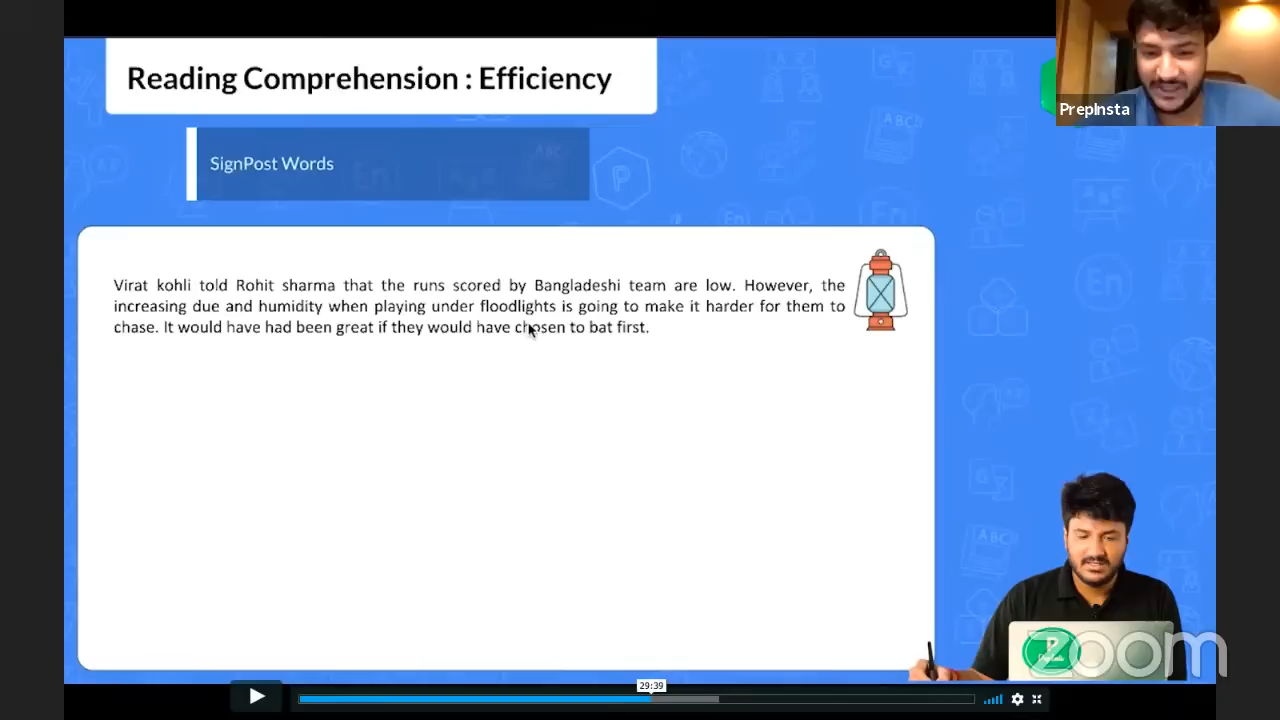 Reading Comprehension : Efficiency
PrepInsta
SignPost Words
Virat kohli told Rohit sharma that the runs scored by Bangladeshi team are low. However, the
increasing due and humidity when playing under floodlights is going to make it harder for them to
chase. It would have had been great if they would have chosen to bat first.
zoom
29:39